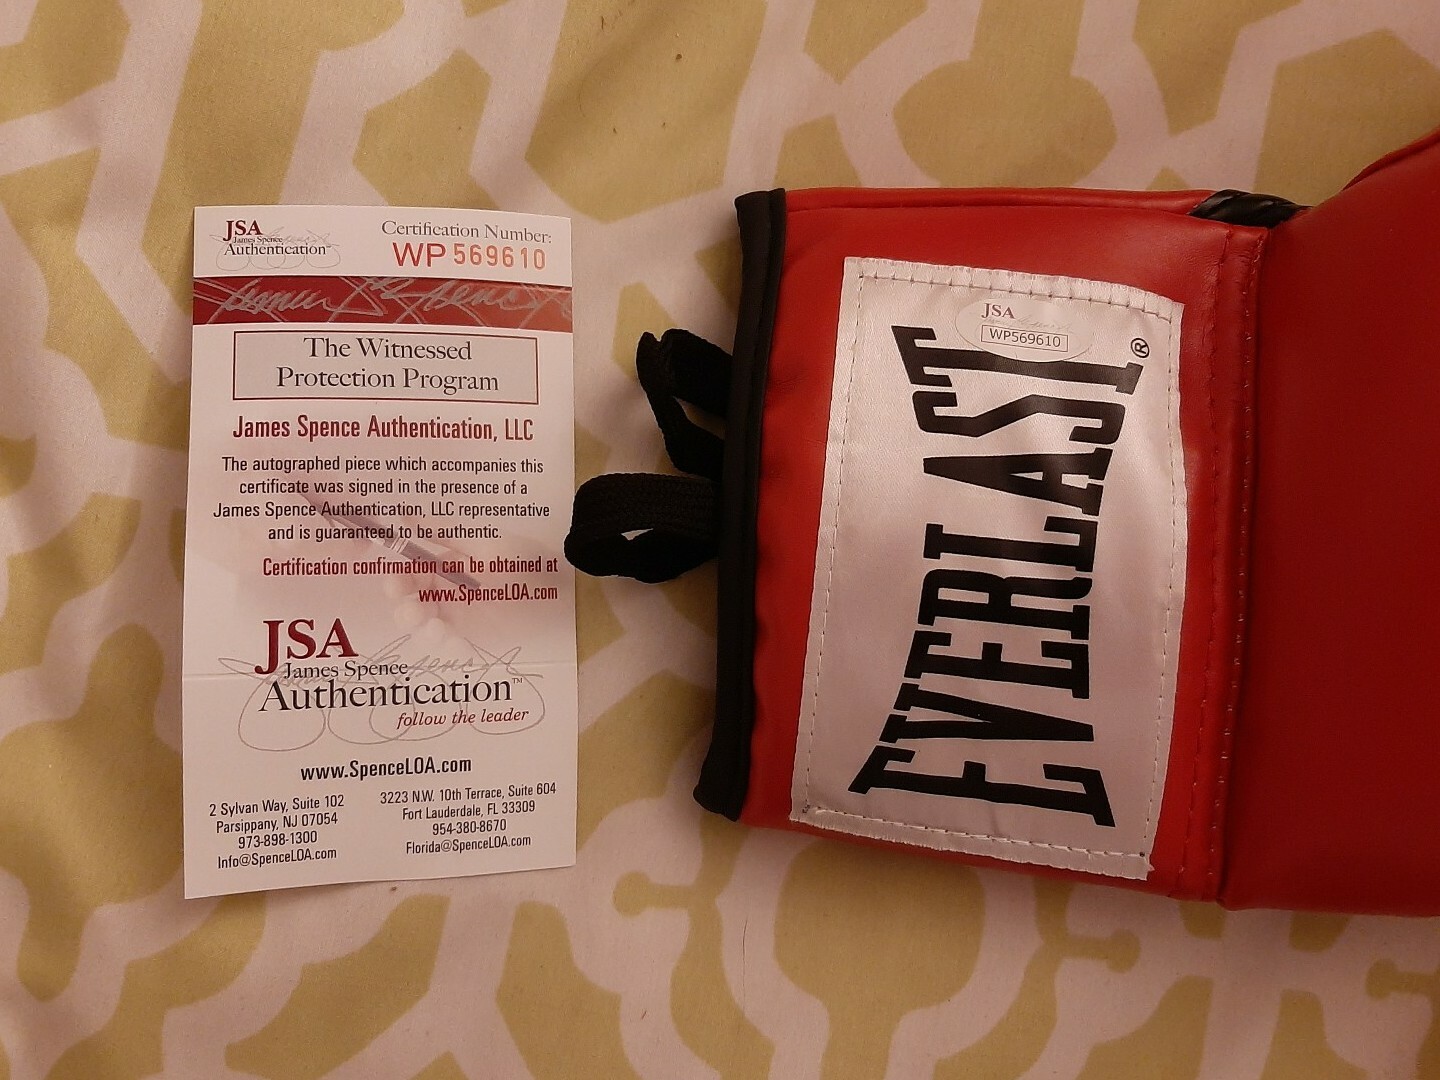 JSA
James Spence
Authentication
Certification Number:
WP 569610
The Witnessed
Protection Program
James Spence Authentication, LLC
The autographed piece which accompanies this
certificate was signed in the presence of a
James Spence Authentication, LLC representative
and is guaranteed to be authentic.
Certification confirmation can be obtained at
www.SpenceLOA.com
JSA
James Spence
Authentication™
follow the leader
www.SpenceLOA.com
2 Sylvan Way, Suite 102
Parsippany, NJ 07054
973-898-1300
Info@SpenceLOA.com
3223 N.W. 10th Terrace, Suite 604
Fort Lauderdale, FL 33309
954-380-8670
Florida@SpenceLOA.com
JSA
WP569610
EVERLAST®